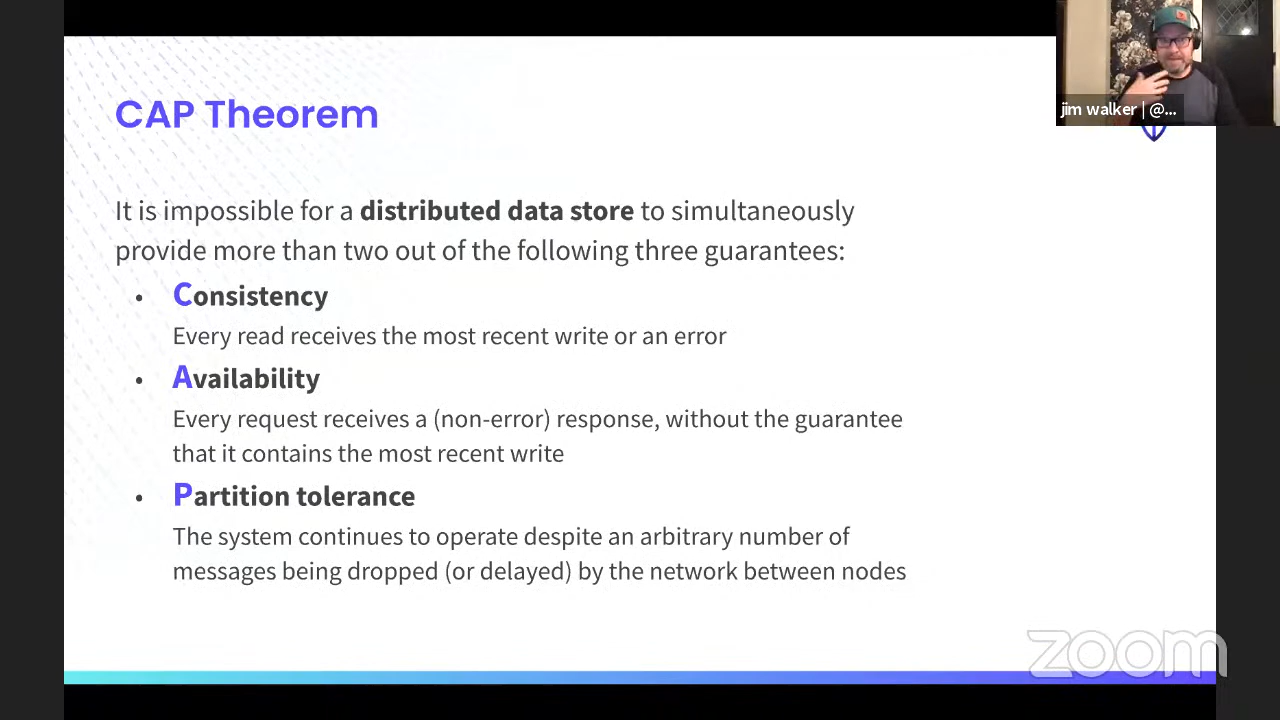 CAP Theorem
jim walker | @...
It is impossible for a distributed data store to simultaneously
provide more than two out of the following three guarantees:
• Consistency
Every read receives the most recent write or an error
• Availability
Every request receives a (non-error) response, without the guarantee
that it contains the most recent write
• Partition tolerance
The system continues to operate despite an arbitrary number of
messages being dropped (or delayed) by the network between nodes
zoom